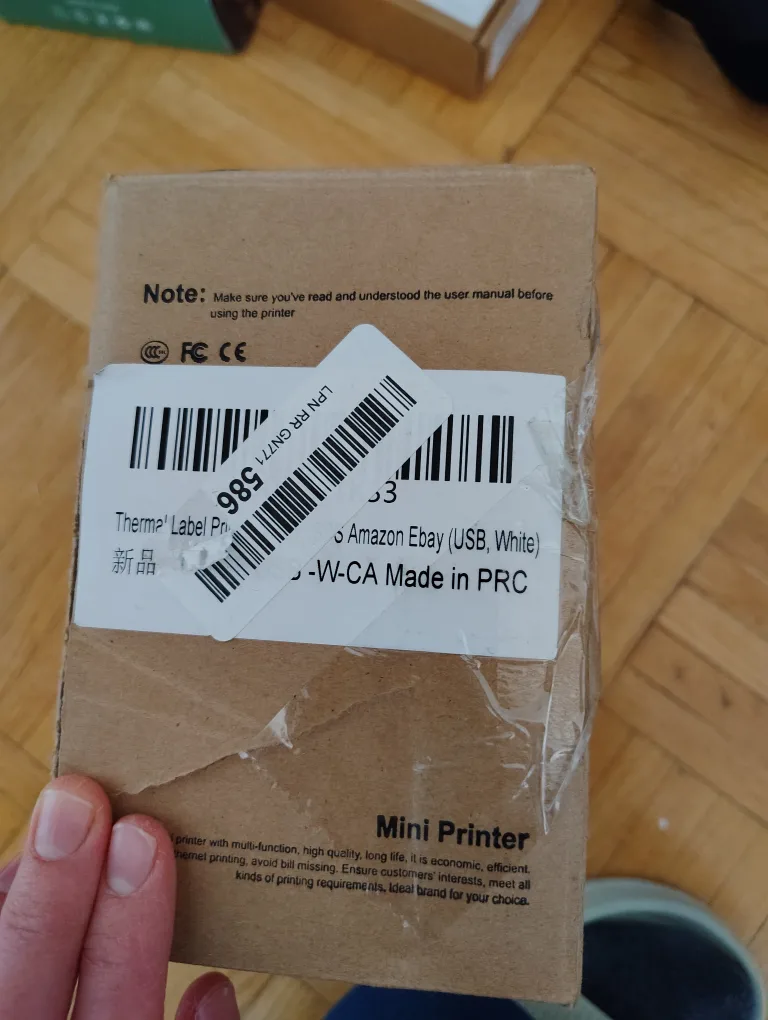 Note: Make sure you've read and understood the user manual before
using the printer
FC CE
LPN RR GN771 586
33
Thermal Label S Amazon Ebay (USB, White)
新品 -W-CA Made in PRC
Mini Printer
printer with multi-function, high quality, long life, it is economic, efficient.
printing, avoid bill missing. Ensure customers' interests, meet all
kinds of printing requirements, Ideal brand for your choice.